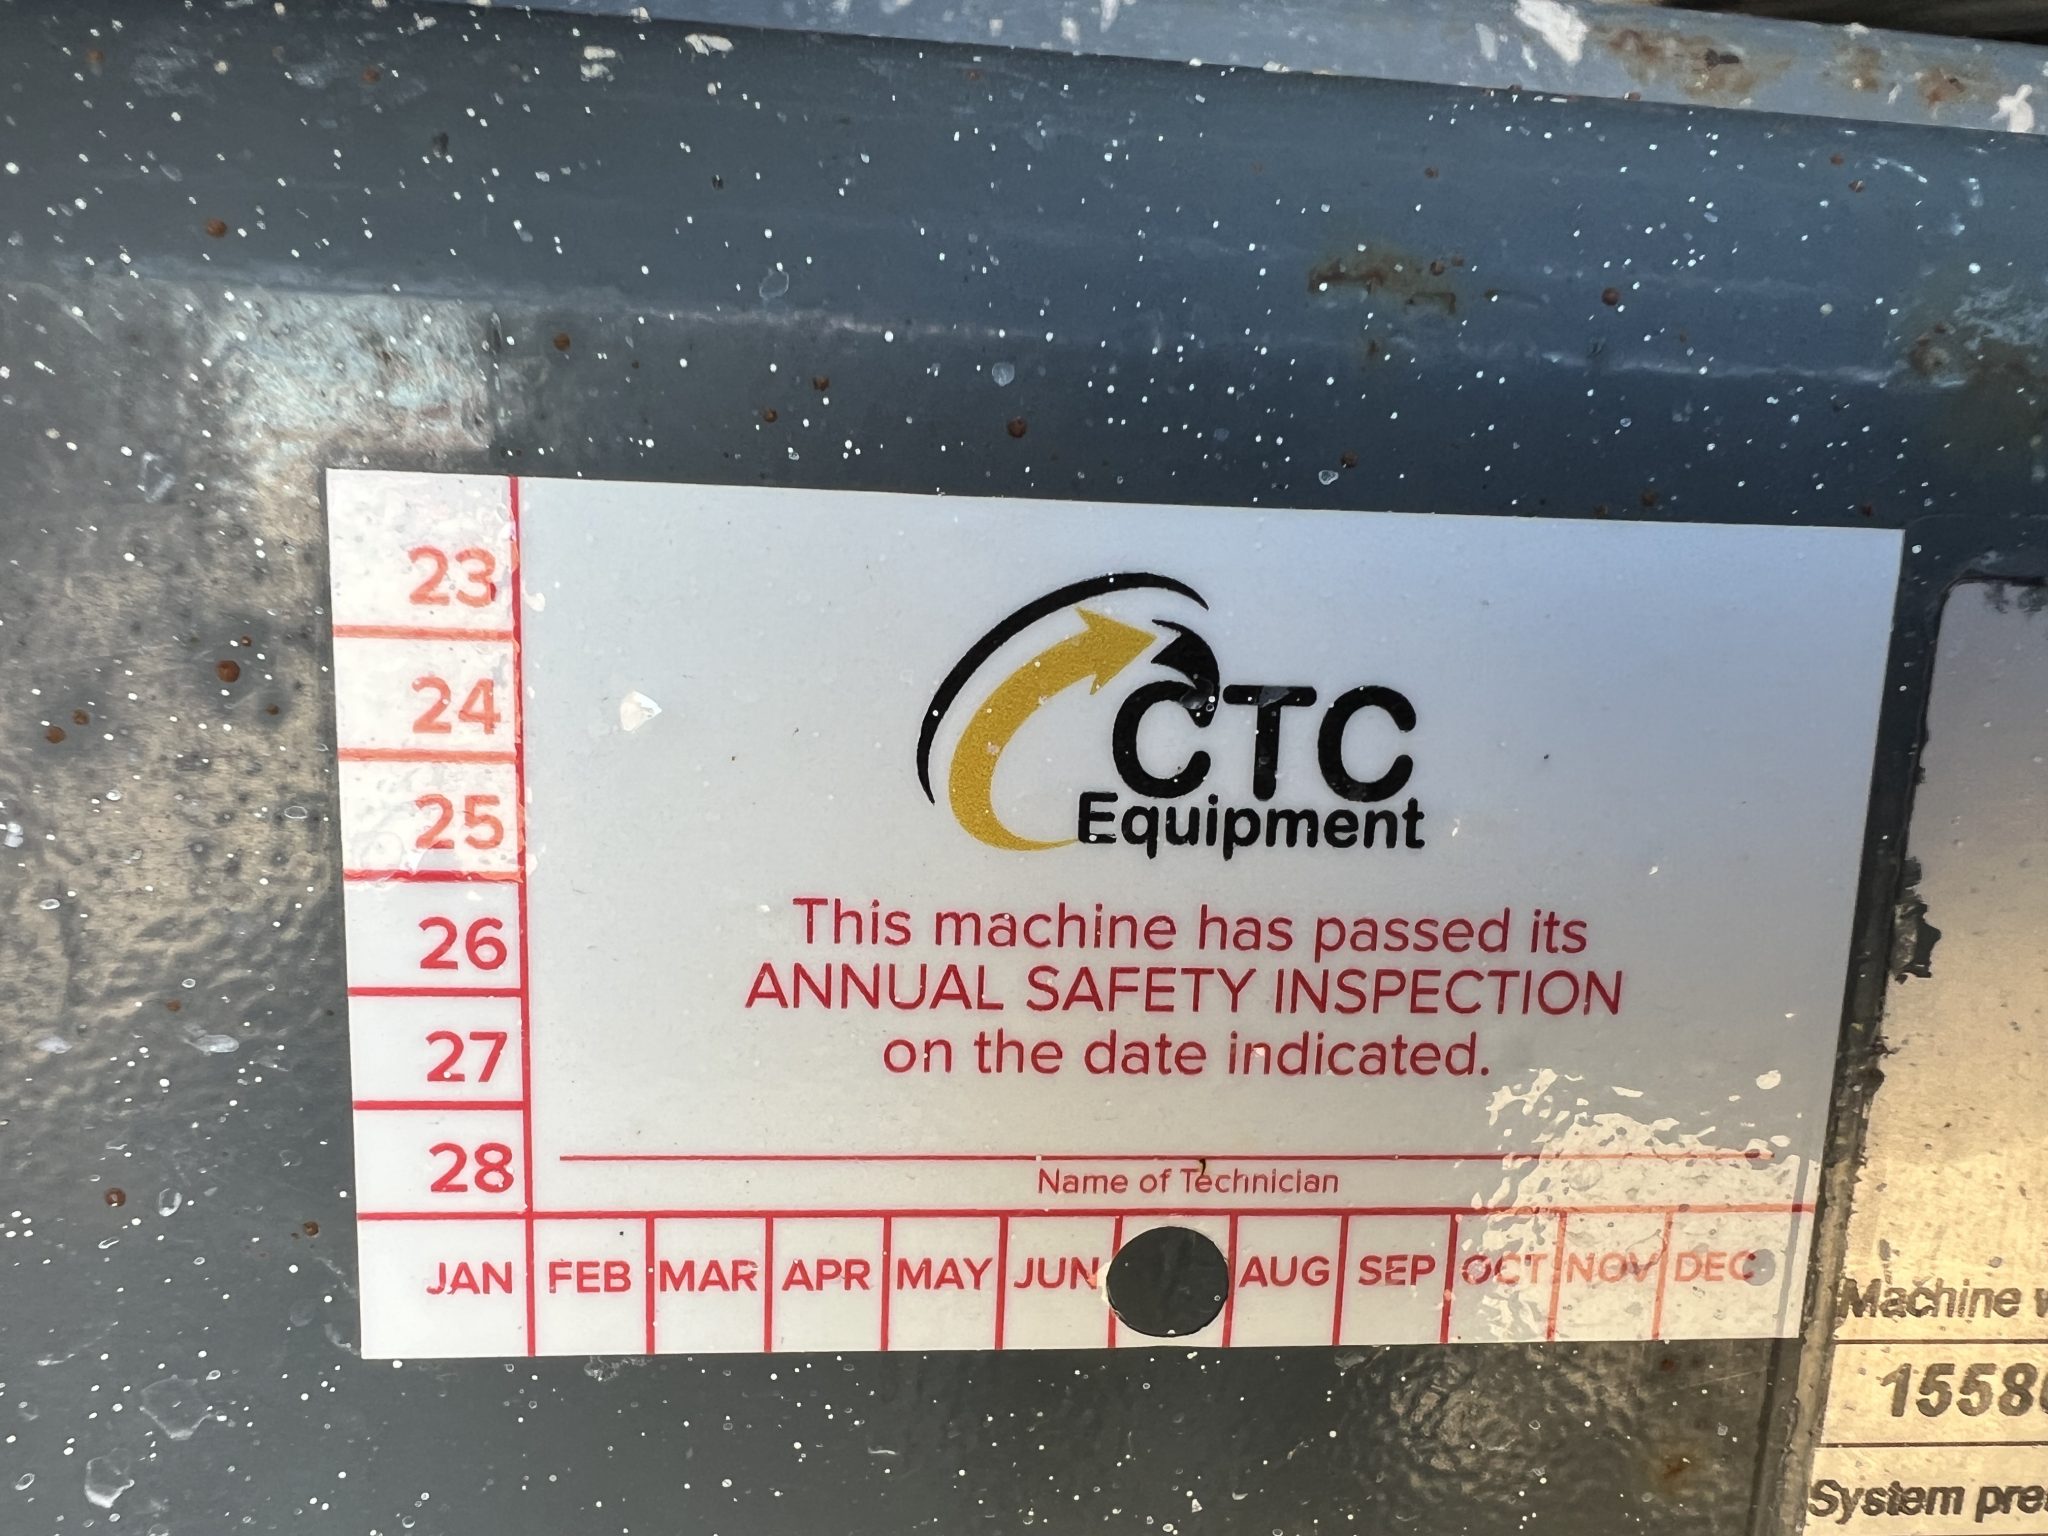 23
24
25
26
27
28
CTC
Equipment
This machine has passed its
ANNUAL SAFETY INSPECTION
on the date indicated.
Name of Technician
JAN FEB MAR APR MAY JUN AUG SEP OCT NOV DEC
Machine
1558
System